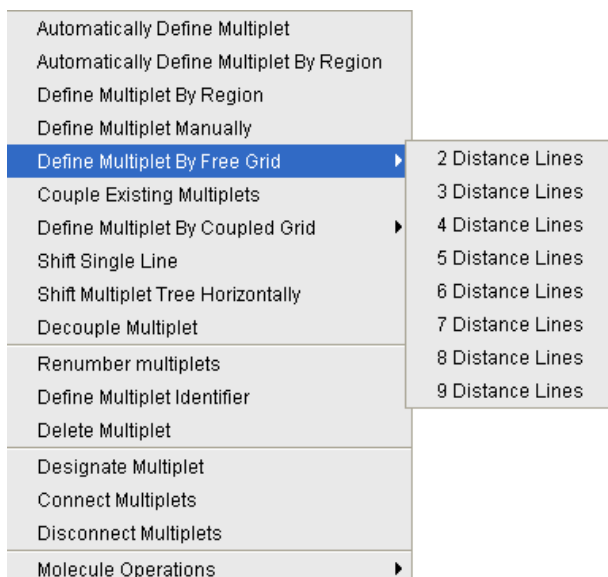 Automatically Define Multiplet
Automatically Define Multiplet By Region
Define Multiplet By Region
Define Multiplet Manually
Define Multiplet By Free Grid
Couple Existing Multiplets
Define Multiplet By Coupled Grid
Shift Single Line
Shift Multiplet Tree Horizontally
Decouple Multiplet
Renumber multiplets
Define Multiplet Identifier
Delete Multiplet
Designate Multiplet
Connect Multiplets
Disconnect Multiplets
Molecule Operations
2 Distance Lines
3 Distance Lines
4 Distance Lines
5 Distance Lines
6 Distance Lines
7 Distance Lines
8 Distance Lines
9 Distance Lines